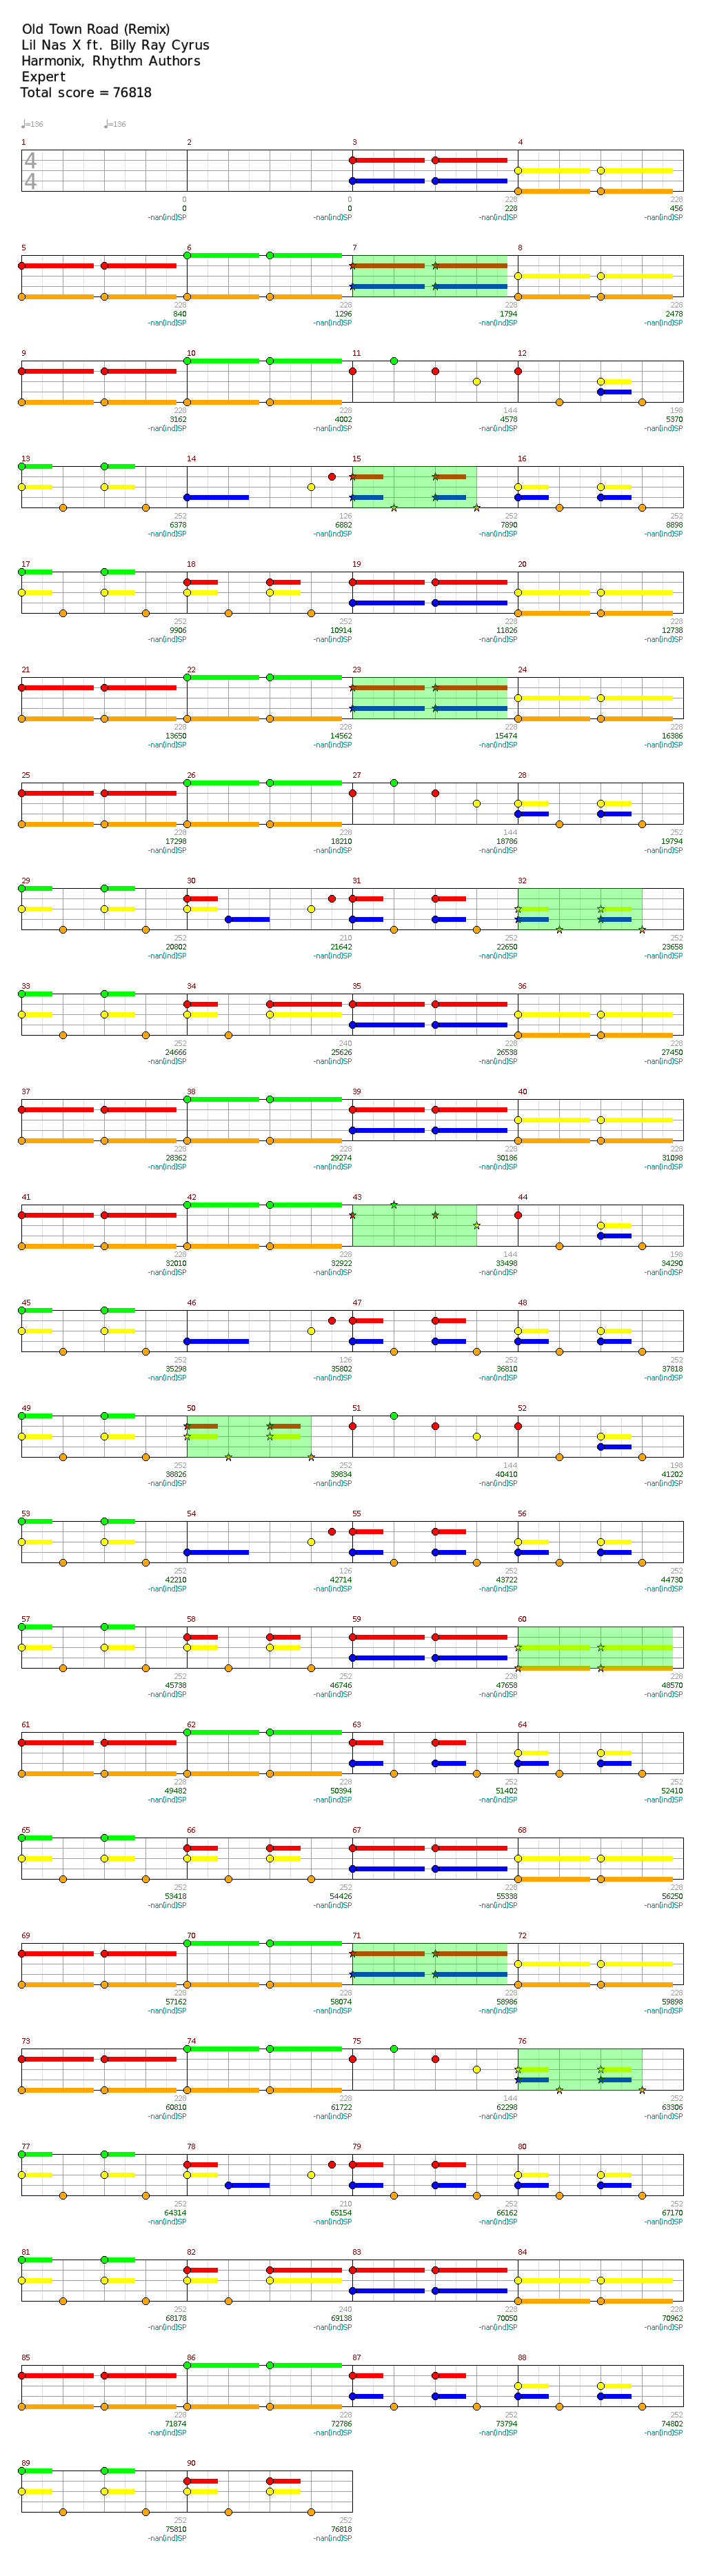 Old Town Road (Remix)
Lil Nas X ft. Billy Ray Cyrus
Harmonix, Rhythm Authors
Expert
Total score = 76818
♩=136 ♩=136
1 2 3 4
4
4
0 0 228 228
0 0 228 456
-nan(ind)SP -nan(ind)SP -nan(ind)SP -nan(ind)SP
5 6 7 8
228 228 228 228
840 1296 1794 2478
-nan(ind)SP -nan(ind)SP -nan(ind)SP -nan(ind)SP
9 10 11 12
228 228 144 198
3162 4002 4578 5370
-nan(ind)SP -nan(ind)SP -nan(ind)SP -nan(ind)SP
13 14 15 16
252 126 252 252
6378 6882 7890 8898
-nan(ind)SP -nan(ind)SP -nan(ind)SP -nan(ind)SP
17 18 19 20
252 252 228 228
9906 10914 11826 12738
-nan(ind)SP -nan(ind)SP -nan(ind)SP -nan(ind)SP
21 22 23 24
228 228 228 228
13650 14562 15474 16386
-nan(ind)SP -nan(ind)SP -nan(ind)SP -nan(ind)SP
25 26 27 28
228 228 144 252
17298 18210 18786 19794
-nan(ind)SP -nan(ind)SP -nan(ind)SP -nan(ind)SP
29 30 31 32
252 210 252 252
20802 21642 22650 23658
-nan(ind)SP -nan(ind)SP -nan(ind)SP -nan(ind)SP
33 34 35 36
252 240 228 228
24666 25626 26538 27450
-nan(ind)SP -nan(ind)SP -nan(ind)SP -nan(ind)SP
37 38 39 40
228 228 228 228
28362 29274 30186 31098
-nan(ind)SP -nan(ind)SP -nan(ind)SP -nan(ind)SP
41 42 43 44
228 228 144 198
32010 32922 33498 34290
-nan(ind)SP -nan(ind)SP -nan(ind)SP -nan(ind)SP
45 46 47 48
252 126 252 252
35298 35802 36810 37818
-nan(ind)SP -nan(ind)SP -nan(ind)SP -nan(ind)SP
49 50 51 52
252 252 144 198
38826 39834 40410 41202
-nan(ind)SP -nan(ind)SP -nan(ind)SP -nan(ind)SP
53 54 55 56
252 126 252 252
42210 42714 43722 44730
-nan(ind)SP -nan(ind)SP -nan(ind)SP -nan(ind)SP
57 58 59 60
252 252 228 228
45738 46746 47658 48570
-nan(ind)SP -nan(ind)SP -nan(ind)SP -nan(ind)SP
61 62 63 64
228 228 252 252
49482 50394 51402 52410
-nan(ind)SP -nan(ind)SP -nan(ind)SP -nan(ind)SP
65 66 67 68
252 252 228 228
53418 54426 55338 56250
-nan(ind)SP -nan(ind)SP -nan(ind)SP -nan(ind)SP
69 70 71 72
228 228 228 228
57162 58074 58986 59898
-nan(ind)SP -nan(ind)SP -nan(ind)SP -nan(ind)SP
73 74 75 76
228 228 144 252
60810 61722 62298 63306
-nan(ind)SP -nan(ind)SP -nan(ind)SP -nan(ind)SP
77 78 79 80
252 210 252 252
64314 65154 66162 67170
-nan(ind)SP -nan(ind)SP -nan(ind)SP -nan(ind)SP
81 82 83 84
252 240 228 228
68178 69138 70050 70962
-nan(ind)SP -nan(ind)SP -nan(ind)SP -nan(ind)SP
85 86 87 88
228 228 252 252
71874 72786 73794 74802
-nan(ind)SP -nan(ind)SP -nan(ind)SP -nan(ind)SP
89 90
252 252
75810 76818
-nan(ind)SP -nan(ind)SP